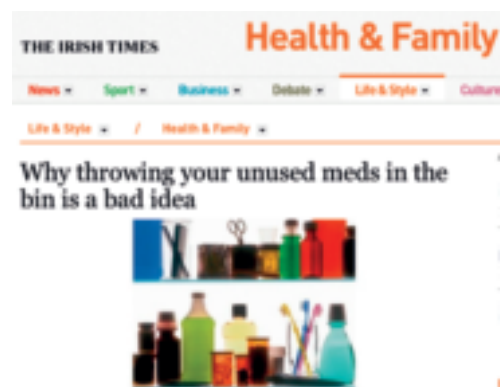 THE IRISH TIMES
Health & Family
News
Sport
Business
Debate
Life & Style
Culture
Life & Style / Health & Family
Why throwing your unused meds in the
bin is a bad idea